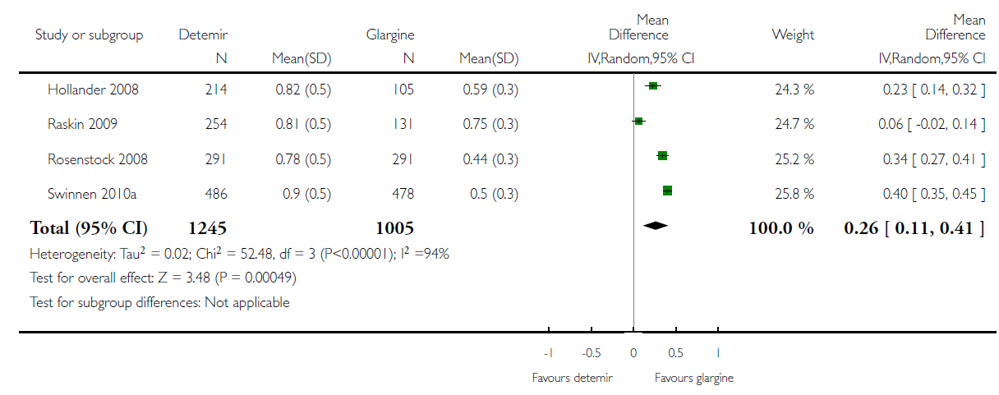 Mean Mean
Study or subgroup Detemir Glargine Difference Weight Difference
N Mean(SD) N Mean(SD) IV,Random,95% CI IV,Random,95% CI
Hollander 2008 214 0.82 (0.5) 105 0.59 (0.3) 24.3 % 0.23 [ 0.14, 0.32 ]
Raskin 2009 254 0.81 (0.5) 131 0.75 (0.3) 24.7 % 0.06 [ -0.02, 0.14 ]
Rosenstock 2008 291 0.78 (0.5) 291 0.44 (0.3) 25.2 % 0.34 [ 0.27, 0.41 ]
Swinnen 2010a 486 0.9 (0.5) 478 0.5 (0.3) 25.8 % 0.40 [ 0.35, 0.45 ]
Total (95% CI) 1245 1005 100.0 % 0.26 [ 0.11, 0.41 ]
Heterogeneity: Tau² = 0.02; Chi² = 52.48, df = 3 (P<0.00001); I² =94%
Test for overall effect: Z = 3.48 (P = 0.00049)
Test for subgroup differences: Not applicable
-1 -0.5 0 0.5 1
Favours detemir Favours glargine